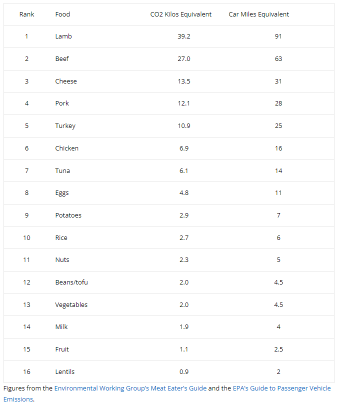 Rank Food CO2 Kilos Equivalent Car Miles Equivalent
1 Lamb 39.2 91
2 Beef 27.0 63
3 Cheese 13.5 31
4 Pork 12.1 28
5 Turkey 10.9 25
6 Chicken 6.9 16
7 Tuna 6.1 14
8 Eggs 4.8 11
9 Potatoes 2.9 7
10 Rice 2.7 6
11 Nuts 2.3 5
12 Beans/tofu 2.0 4.5
13 Vegetables 2.0 4.5
14 Milk 1.9 4
15 Fruit 1.1 2.5
16 Lentils 0.9 2
Figures from the Environmental Working Group's Meat Eater's Guide and the EPA's Guide to Passenger Vehicle
Emissions.